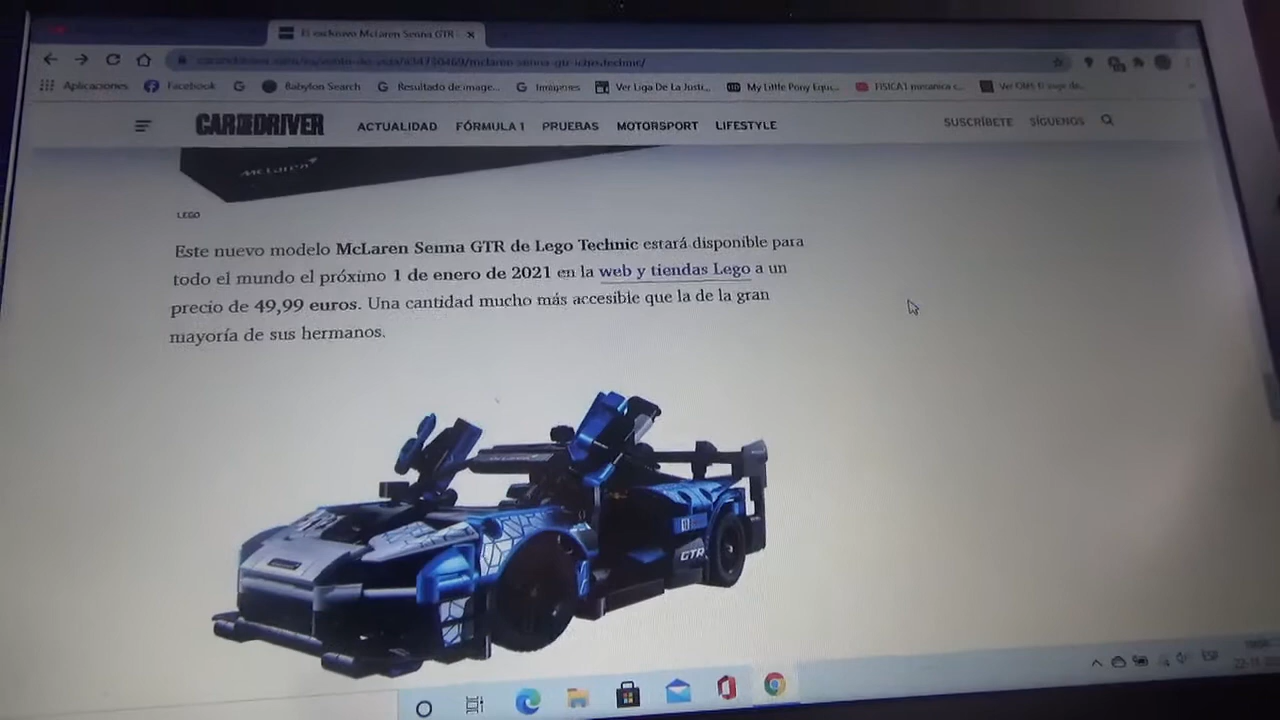 El exclusivo McLaren Senna GTR
Aplicaciones Facebook Babylon Search Resultado de image... Imágenes Ver Liga De La Justi... My Little Pony Equ... FISICA1 mecanica c...
CAR AND DRIVER ACTUALIDAD FÓRMULA 1 PRUEBAS MOTORSPORT LIFESTYLE SUSCRÍBETE SÍGUENOS
McLaren
LEGO
Este nuevo modelo McLaren Senna GTR de Lego Technic estará disponible para
todo el mundo el próximo 1 de enero de 2021 en la web y tiendas Lego a un
precio de 49,99 euros. Una cantidad mucho más accesible que la de la gran
mayoría de sus hermanos.
GTR